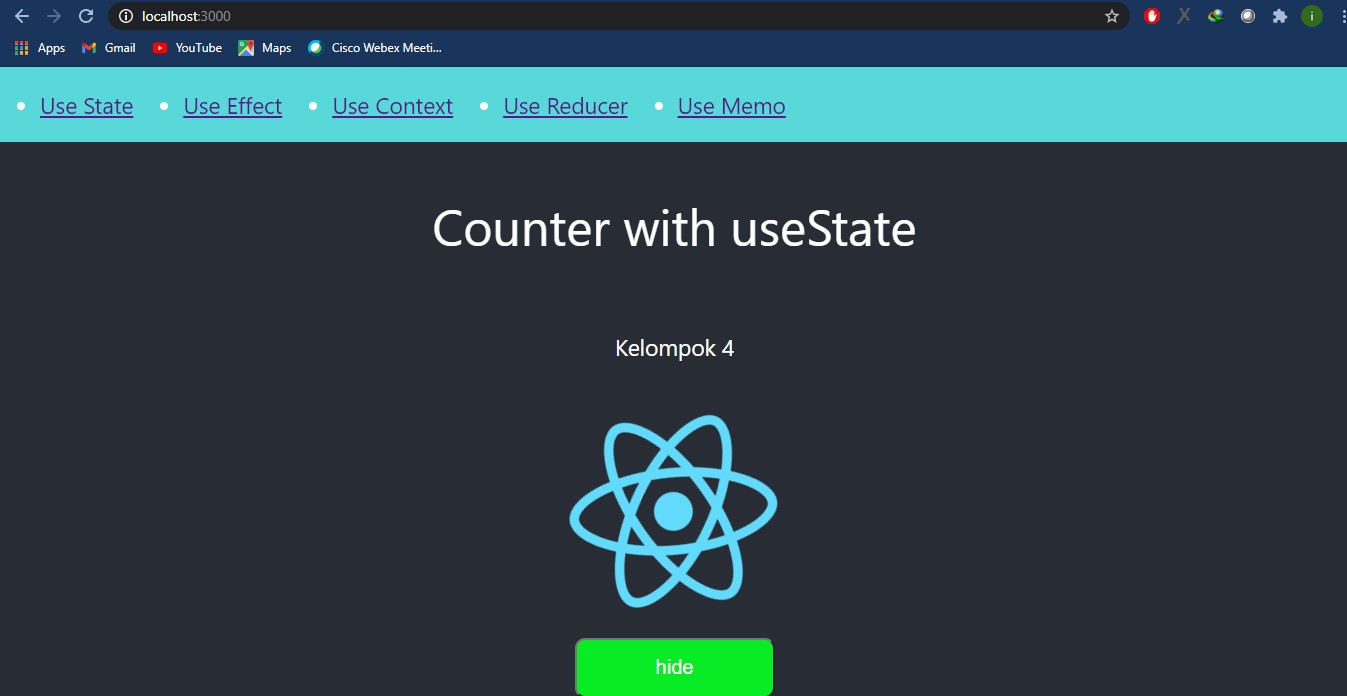 localhost:3000
Apps Gmail YouTube Maps Cisco Webex Meeti...
Use State Use Effect Use Context Use Reducer Use Memo
Counter with useState
Kelompok 4
hide